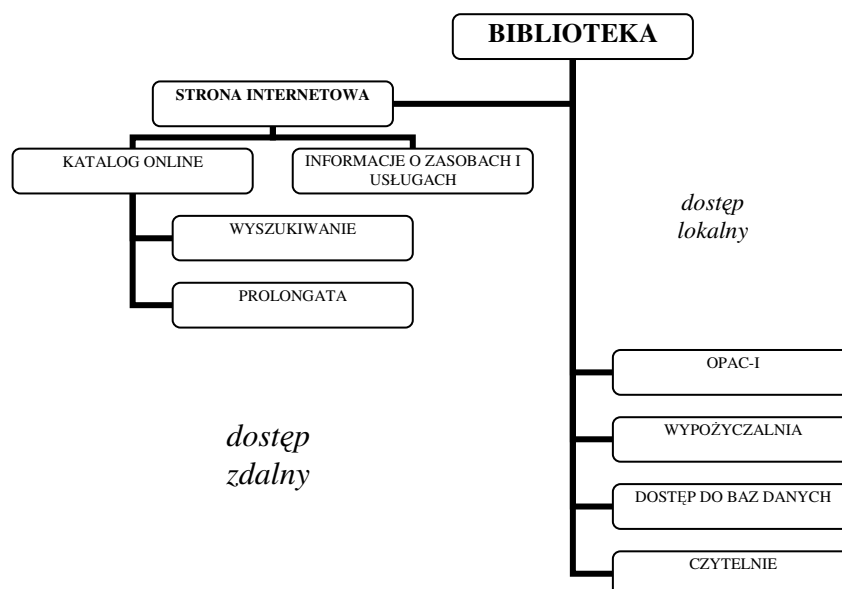 BIBLIOTEKA
STRONA INTERNETOWA
KATALOG ONLINE
INFORMACJE O ZASOBACH I
USŁUGACH
WYSZUKIWANIE
PROLONGATA
dostęp
lokalny
dostęp
zdalny
OPAC-I
WYPOŻYCZALNIA
DOSTĘP DO BAZ DANYCH
CZYTELNIE